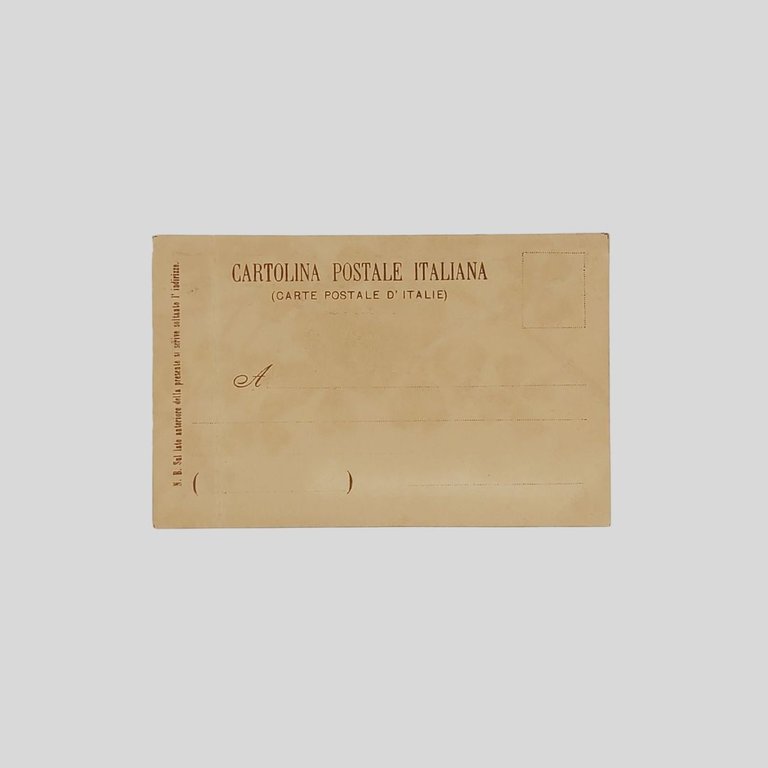 CARTOLINA POSTALE ITALIANA
(CARTE POSTALE D' ITALIE)
A
( )
N. B. Sul lato anteriore della presente si scrive soltanto l' indirizzo.